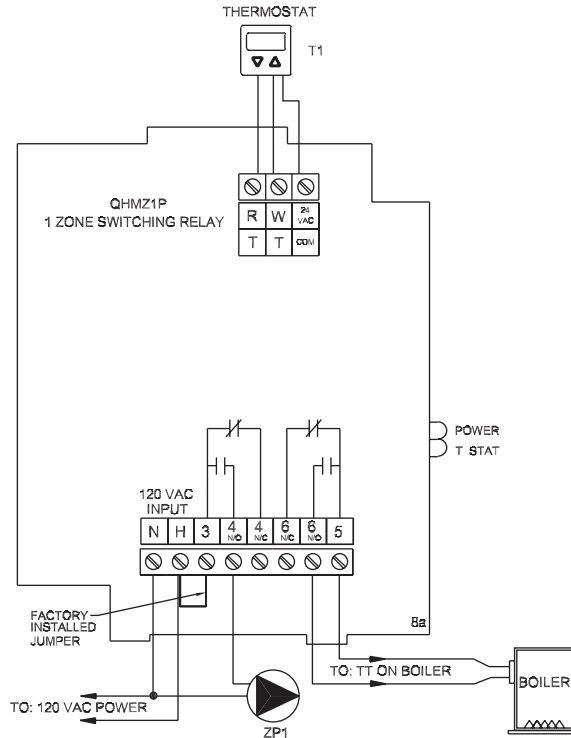 THERMOSTAT
T1
QHMZ1P
1 ZONE SWITCHING RELAY
R W 24 VAC
T T COM
POWER
T STAT
120 VAC
INPUT
N H 3 4 N/O 4 N/C 6 N/C 6 N/O 5
FACTORY
INSTALLED
JUMPER
8a
TO: TT ON BOILER
BOILER
TO: 120 VAC POWER
ZP1